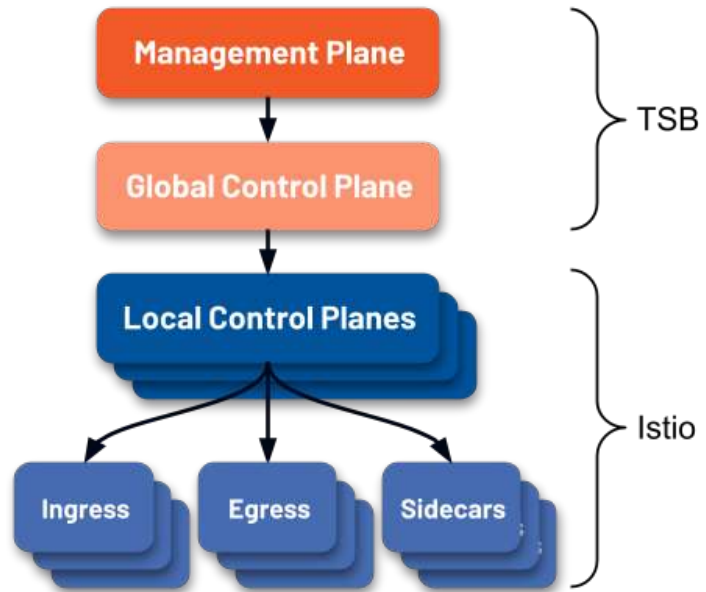 Management Plane
TSB
Global Control Plane
Local Control Planes
Istio
Ingress
Egress
Sidecars